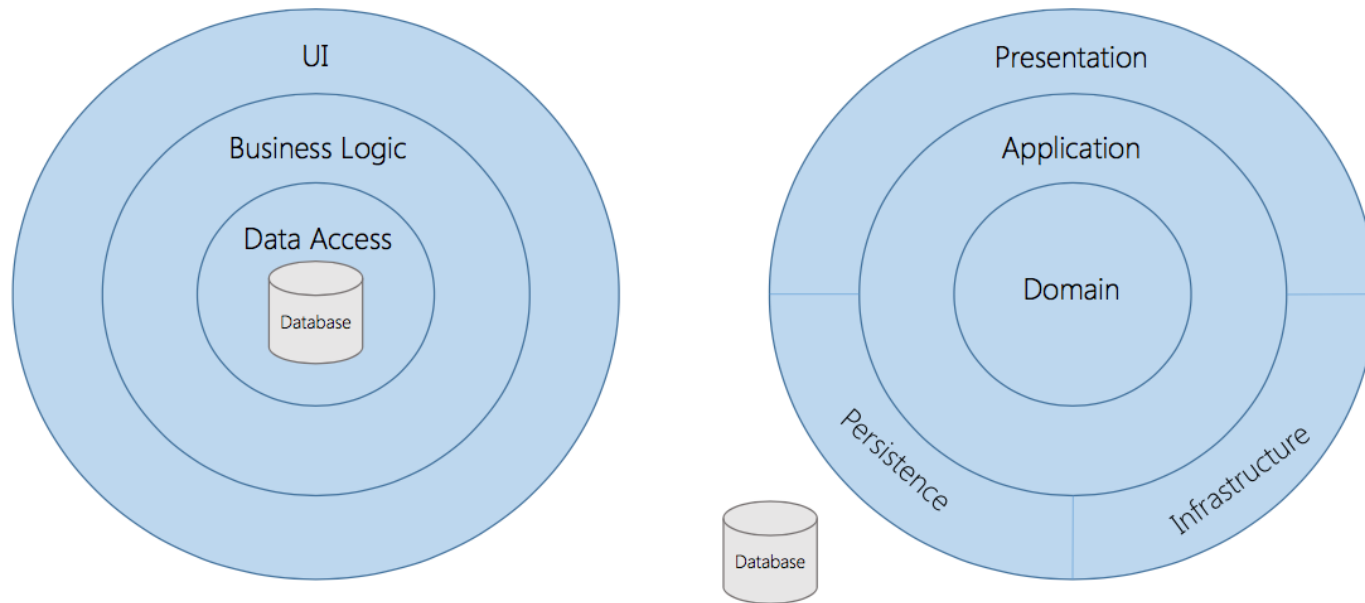 UI
Business Logic
Data Access
Database
Presentation
Application
Domain
Persistence
Infrastructure
Database